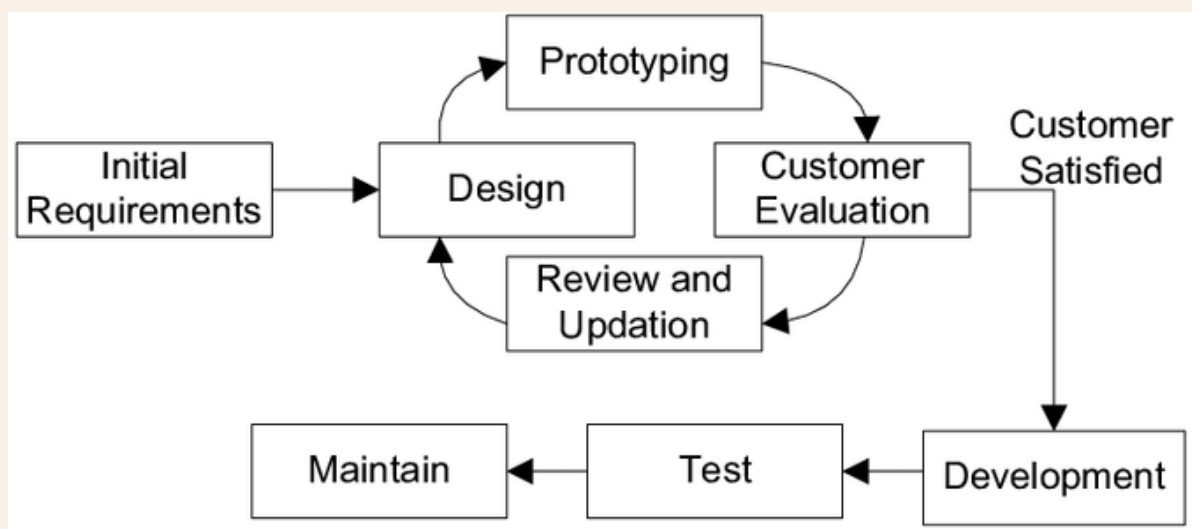 Prototyping
Customer
Satisfied
Initial
Requirements
Design
Customer
Evaluation
Review and
Updation
Maintain
Test
Development